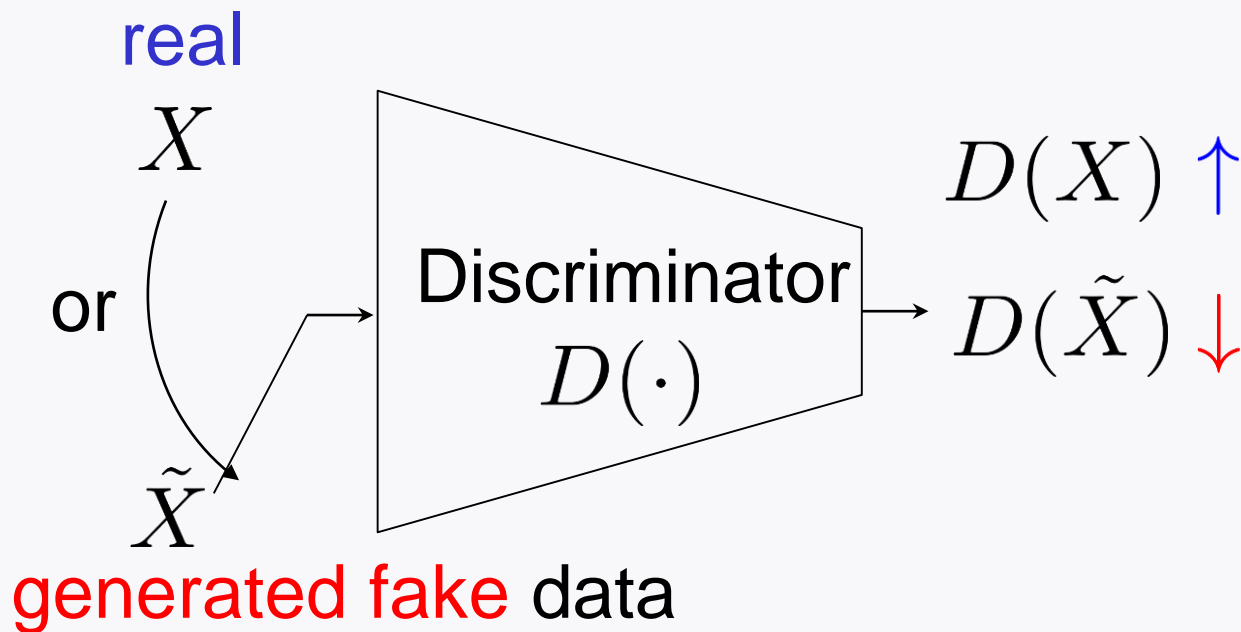 real
X
or
X̃
generated fake data
Discriminator
D(·)
D(X) ↑
D(X̃) ↓